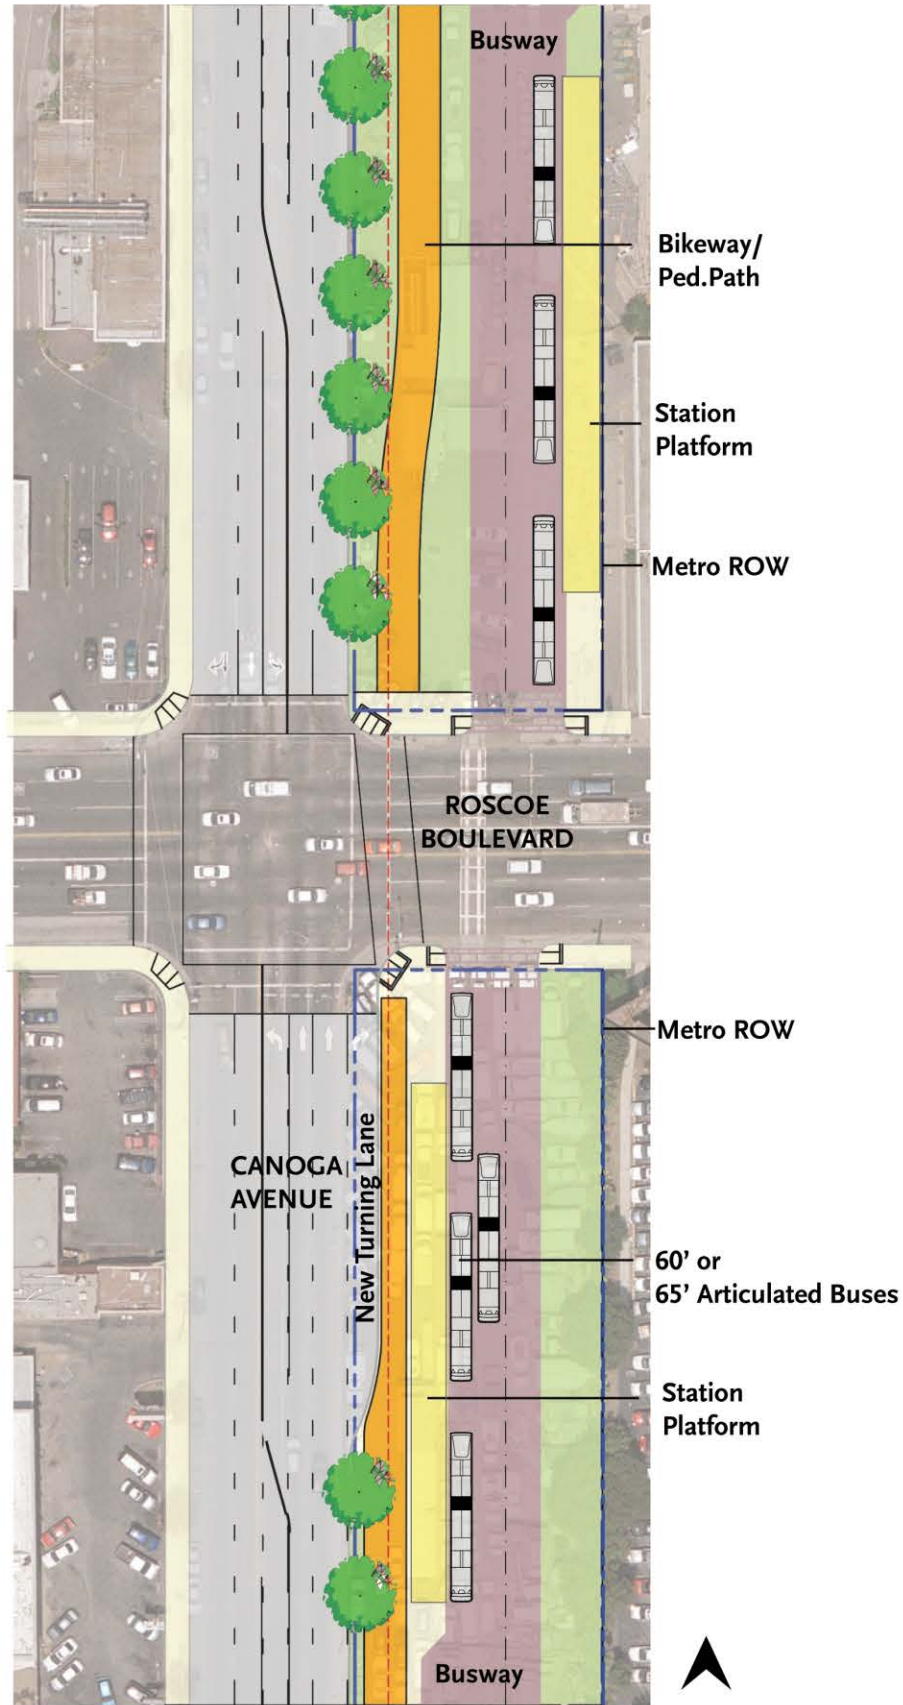 Busway
Bikeway/
Ped.Path
Station
Platform
Metro ROW
ROSCOE
BOULEVARD
Metro ROW
CANOGA
AVENUE
New Turning Lane
60’ or
65’ Articulated Buses
Station
Platform
Busway